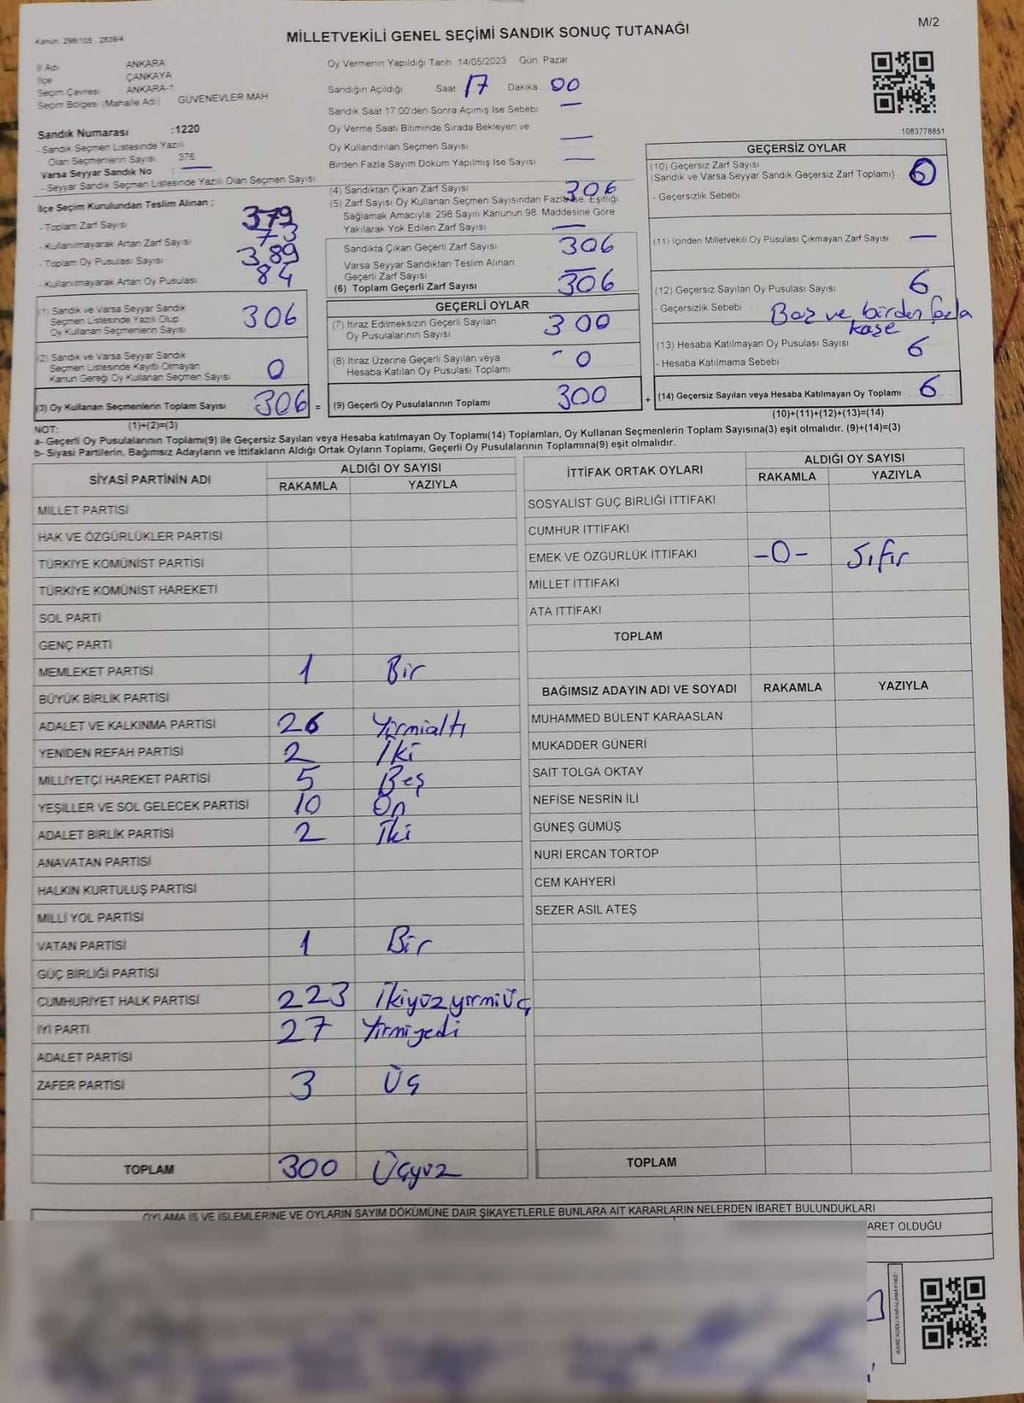 M/2
Kanun: 298/105 : 2839/4
MİLLETVEKİLİ GENEL SEÇİMİ SANDIK SONUÇ TUTANAĞI
İl Adı ANKARA
İlçe ÇANKAYA
Seçim Çevresi ANKARA-1
Seçim Bölgesi (Mahalle Adı) GÜVENEVLER MAH
Sandık Numarası :1220
- Sandık Seçmen Listesinde Yazılı
Olan Seçmenlerin Sayısı 376
Varsa Seyyar Sandık No : —
- Seyyar Sandık Seçmen Listesinde Yazılı Olan Seçmen Sayısı
İlçe Seçim Kurulundan Teslim Alınan :
- Toplam Zarf Sayısı 379
- Kullanılmayarak Artan Zarf Sayısı 73
- Toplam Oy Pusulası Sayısı 389
- Kullanılmayarak Artan Oy Pusulası 84
(1) Sandık ve Varsa Seyyar Sandık
Seçmen Listesinde Yazılı Olup
Oy Kullanan Seçmenlerin Sayısı 306
(2) Sandık ve Varsa Seyyar Sandık
Seçmen Listesinde Kayıtlı Olmayan
Kanun Gereği Oy Kullanan Seçmen Sayısı 0
(3) Oy Kullanan Seçmenlerin Toplam Sayısı 306 =
(1)+(2)=(3)
Oy Vermenin Yapıldığı Tarih 14/05/2023 Gün: Pazar
Sandığın Açıldığı Saat 17 Dakika 00
Sandık Saat 17:00'den Sonra Açılmış İse Sebebi —
Oy Verme Saati Bitiminde Sırada Bekleyen ve
Oy Kullandırılan Seçmen Sayısı —
Birden Fazla Sayım Döküm Yapılmış İse Sayısı —
(4) Sandıktan Çıkan Zarf Sayısı 306
(5) Zarf Sayısı Oy Kullanan Seçmen Sayısından Fazla ise, Eşitliği
Sağlamak Amacıyla 298 Sayılı Kanunun 98. Maddesine Göre
Yakılarak Yok Edilen Zarf Sayısı —
Sandıkta Çıkan Geçerli Zarf Sayısı 306
Varsa Seyyar Sandıktan Teslim Alınan
Geçerli Zarf Sayısı —
(6) Toplam Geçerli Zarf Sayısı 306
GEÇERLİ OYLAR
(7) İtiraz Edilmeksizin Geçerli Sayılan
Oy Pusulalarının Sayısı 300
(8) İtiraz Üzerine Geçerli Sayılan veya
Hesaba Katılan Oy Pusulası Toplamı 0
(9) Geçerli Oy Pusulalarının Toplamı 300 +
1083778851
GEÇERSİZ OYLAR
(10) Geçersiz Zarf Sayısı
(Sandık ve Varsa Seyyar Sandık Geçersiz Zarf Toplamı)
- Geçersizlik Sebebi
(11) İçinden Milletvekili Oy Pusulası Çıkmayan Zarf Sayısı —
(12) Geçersiz Sayılan Oy Pusulası Sayısı 6
- Geçersizlik Sebebi Boz ve birden fazla
kaşe
(13) Hesaba Katılmayan Oy Pusulası Sayısı 6
- Hesaba Katılmama Sebebi
(14) Geçersiz Sayılan veya Hesaba Katılmayan Oy Toplamı 6
(10)+(11)+(12)+(13)=(14)
NOT:
a- Geçerli Oy Pusulalarının Toplamı(9) ile Geçersiz Sayılan veya Hesaba katılmayan Oy Toplamı(14) Toplamları, Oy Kullanan Seçmenlerin Toplam Sayısına(3) eşit olmalıdır. (9)+(14)=(3)
b- Siyasi Partilerin, Bağımsız Adayların ve İttifakların Aldığı Ortak Oyların Toplamı, Geçerli Oy Pusulalarının Toplamına(9) eşit olmalıdır.
SİYASİ PARTİNİN ADI ALDIĞI OY SAYISI
RAKAMLA YAZIYLA
MİLLET PARTİSİ
HAK VE ÖZGÜRLÜKLER PARTİSİ
TÜRKİYE KOMÜNİST PARTİSİ
TÜRKİYE KOMÜNİST HAREKETİ
SOL PARTİ
GENÇ PARTİ
MEMLEKET PARTİSİ 1 Bir
BÜYÜK BİRLİK PARTİSİ
ADALET VE KALKINMA PARTİSİ 26 Yirmialtı
YENİDEN REFAH PARTİSİ 2 İki
MİLLİYETÇİ HAREKET PARTİSİ 5 Beş
YEŞİLLER VE SOL GELECEK PARTİSİ 10 On
ADALET BİRLİK PARTİSİ 2 İki
ANAVATAN PARTİSİ
HALKIN KURTULUŞ PARTİSİ
MİLLİ YOL PARTİSİ
VATAN PARTİSİ 1 Bir
GÜÇ BİRLİĞİ PARTİSİ
CUMHURİYET HALK PARTİSİ 223 İkiyüzyirmiÜç
İYİ PARTİ 27 Yirmiyedi
ADALET PARTİSİ
ZAFER PARTİSİ 3 Üç
TOPLAM 300 Üçyüz
İTTİFAK ORTAK OYLARI ALDIĞI OY SAYISI
RAKAMLA YAZIYLA
SOSYALİST GÜÇ BİRLİĞİ İTTİFAKI
CUMHUR İTTİFAKI
EMEK VE ÖZGÜRLÜK İTTİFAKI -0- Sıfır
MİLLET İTTİFAKI
ATA İTTİFAKI
TOPLAM
BAĞIMSIZ ADAYIN ADI VE SOYADI RAKAMLA YAZIYLA
MUHAMMED BÜLENT KARAASLAN
MUKADDER GÜNERİ
SAİT TOLGA OKTAY
NEFİSE NESRİN İLİ
GÜNEŞ GÜMÜŞ
NURİ ERCAN TORTOP
CEM KAHYERİ
SEZER ASİL ATEŞ
TOPLAM
OYLAMA İŞ VE İŞLEMLERİNE VE OYLARIN SAYIM DÖKÜMÜNE DAİR ŞİKAYETLERLE BUNLARA AİT KARARLARIN NELERDEN İBARET BULUNDUKLARI
ARET OLDUĞU